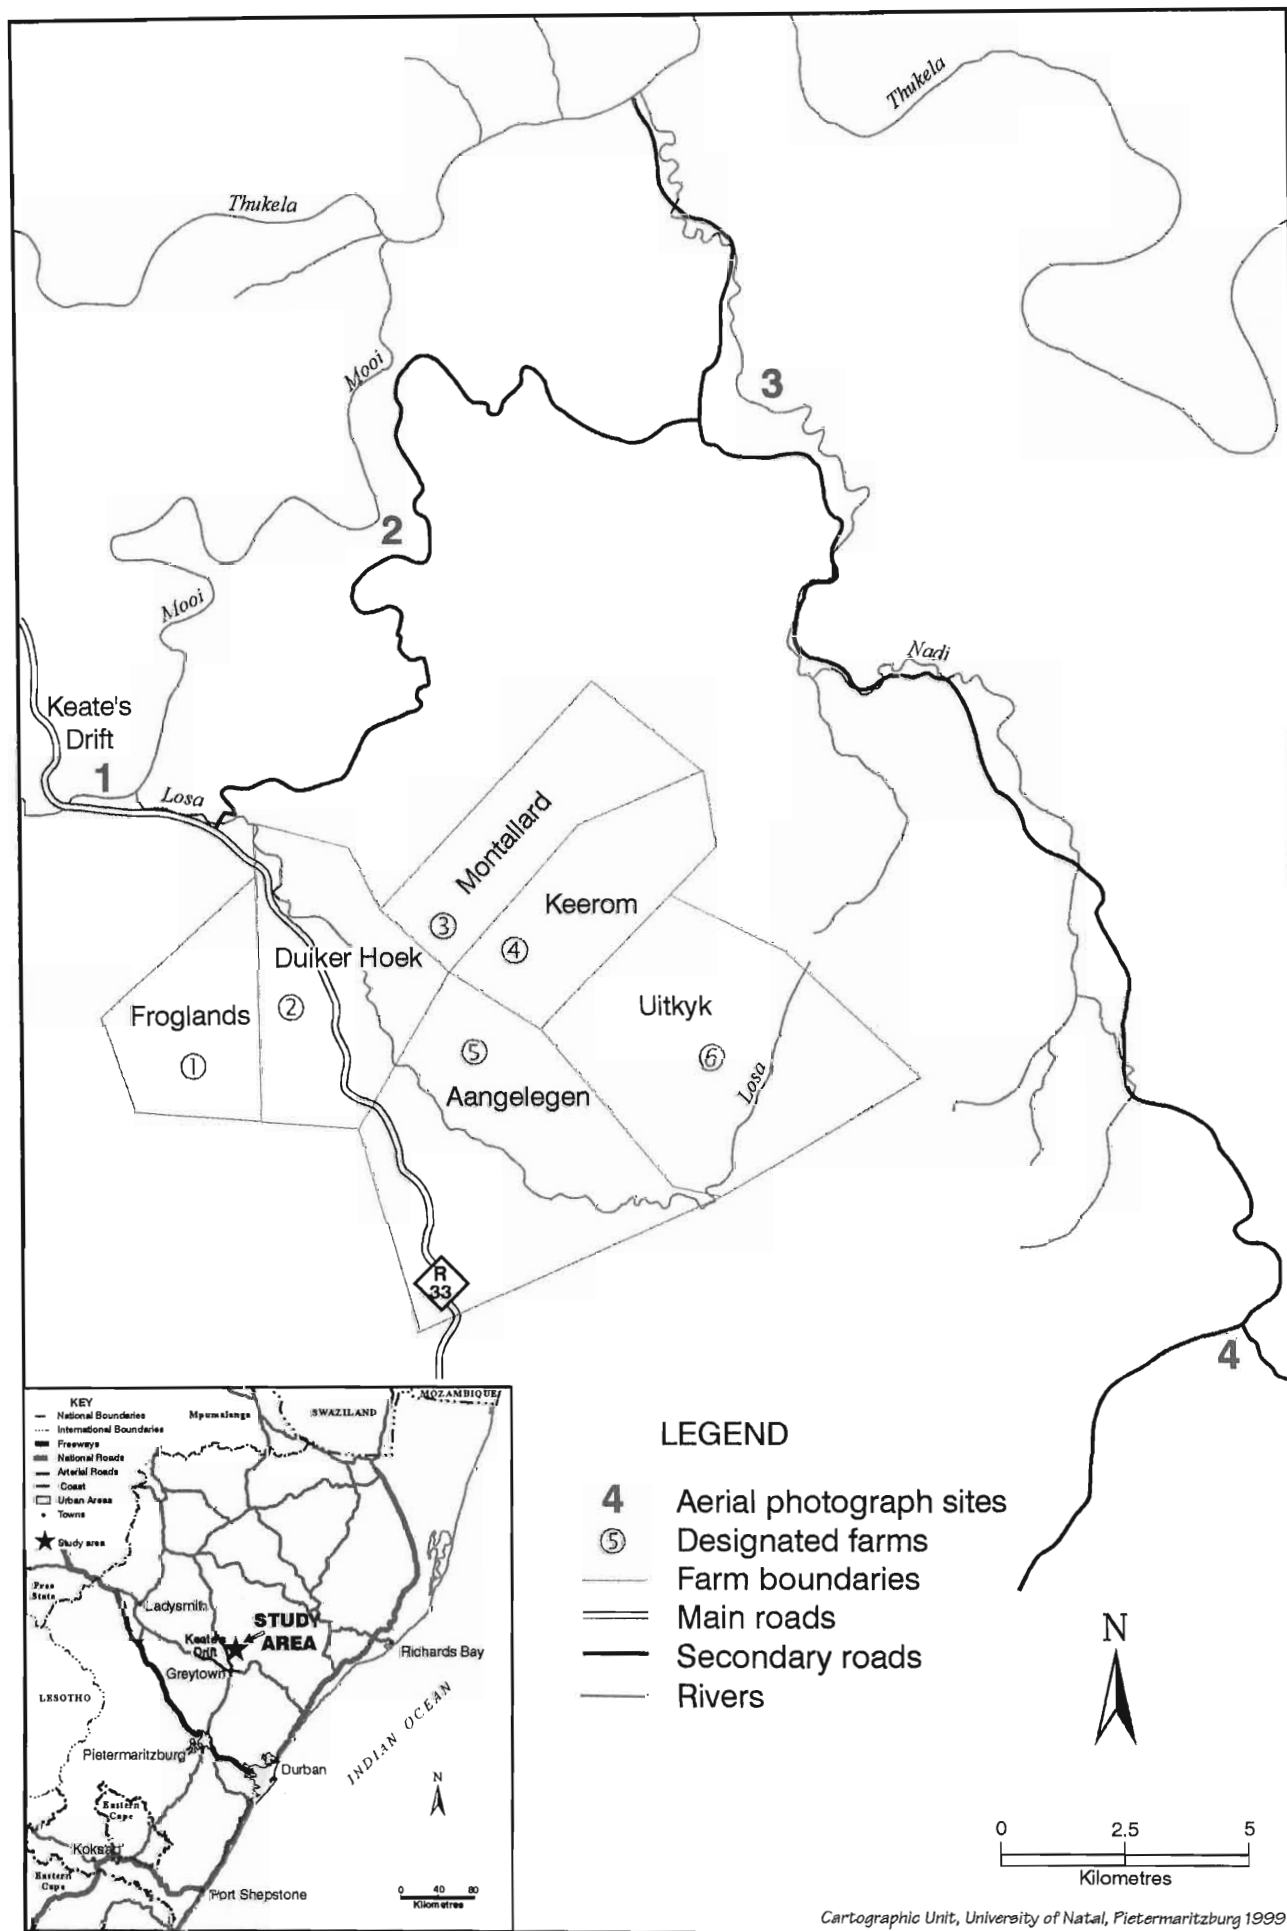 Thukela
Thukela
Mooi
3
2
Mooi
Nadi
Keate's
Drift
1
Losa
Montallard
3
Keerom
4
Duiker Hoek
2
Froglands
1
Uitkyk
6
5
Aangelegen
Losa
R
33
4
KEY
National Boundaries
International Boundaries
Freeways
National Roads
Arterial Roads
Coast
Urban Areas
Towns
Study area
Mpumalanga
SWAZILAND
MOZAMBIQUE
Free
State
Ladysmith
STUDY
AREA
Keate's
Drift
Greytown
Richards Bay
LESOTHO
INDIAN OCEAN
Pietermaritzburg
Durban
N
Eastern
Cape
Kokstad
Eastern
Cape
Port Shepstone
0 40 80
Kilometres
LEGEND
4 Aerial photograph sites
5 Designated farms
Farm boundaries
Main roads
Secondary roads
Rivers
N
0 2.5 5
Kilometres
Cartographic Unit, University of Natal, Pietermaritzburg 1999